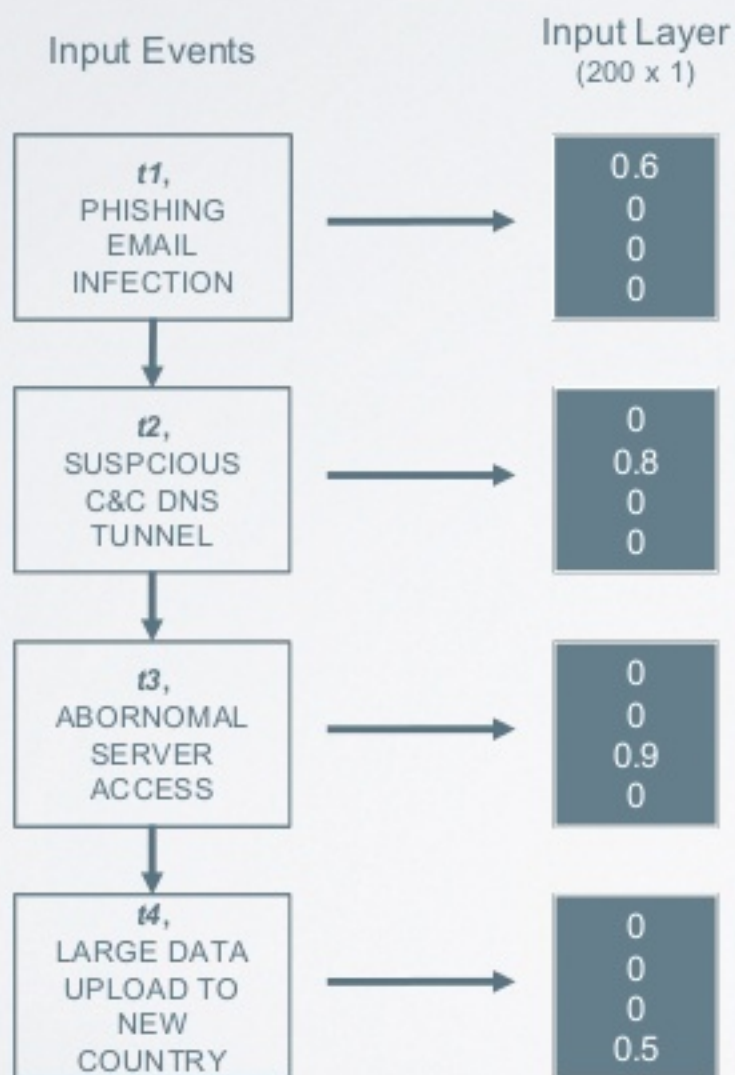 Input Events
Input Layer
(200 x 1)
t1,
PHISHING
EMAIL
INFECTION
0.6
0
0
0
t2,
SUSPCIOUS
C&C DNS
TUNNEL
0
0.8
0
0
t3,
ABORNOMAL
SERVER
ACCESS
0
0
0.9
0
t4,
LARGE DATA
UPLOAD TO
NEW
COUNTRY
0
0
0
0.5